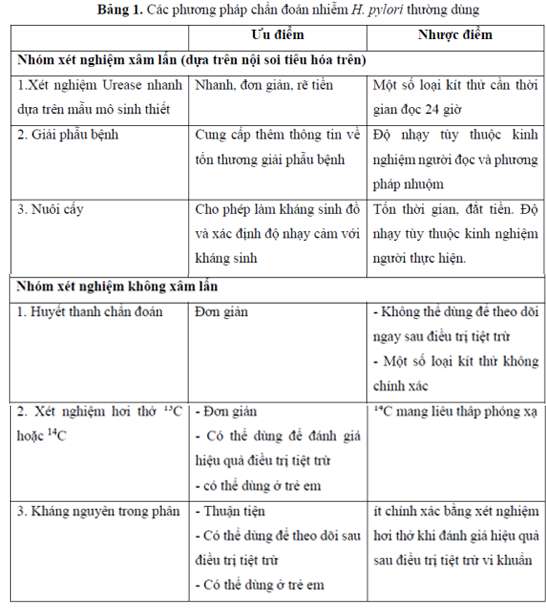 Bảng 1. Các phương pháp chẩn đoán nhiễm H. pylori thường dùng
Ưu điểm
Nhược điểm
Nhóm xét nghiệm xâm lấn (dựa trên nội soi tiêu hóa trên)
1.Xét nghiệm Urease nhanh
dựa trên mẫu mô sinh thiết
Nhanh, đơn giản, rẽ tiền
Một số loại kít thử cần thời
gian đọc 24 giờ
2. Giải phẫu bệnh
Cung cấp thêm thông tin về
tổn thương giải phẫu bệnh
Độ nhạy tùy thuộc kinh
nghiệm người đọc và phương
pháp nhuộm
3. Nuôi cấy
Cho phép làm kháng sinh đồ
và xác định độ nhạy cảm với
kháng sinh
Tốn thời gian, đắt tiền. Độ
nhạy tùy thuộc kinh nghiệm
người thực hiện.
Nhóm xét nghiệm không xâm lấn
1. Huyết thanh chẩn đoán
Đơn giản
- Không thể dùng để theo dõi
ngay sau điều trị tiệt trừ
- Một số loại kít thử không
chính xác
2. Xét nghiệm hơi thở ¹³C
hoặc ¹⁴C
- Đơn giản
- Có thể dùng để đánh giá
hiệu quả điều trị tiệt trừ
- có thể dùng ở trẻ em
¹⁴C mang liều thấp phóng xạ
3. Kháng nguyên trong phân
- Thuận tiện
- Có thể dùng để theo dõi sau
điều trị tiệt trừ
- Có thể dùng ở trẻ em
ít chính xác bằng xét nghiệm
hơi thở khi đánh giá hiệu quả
sau điều trị tiệt trừ vi khuẩn